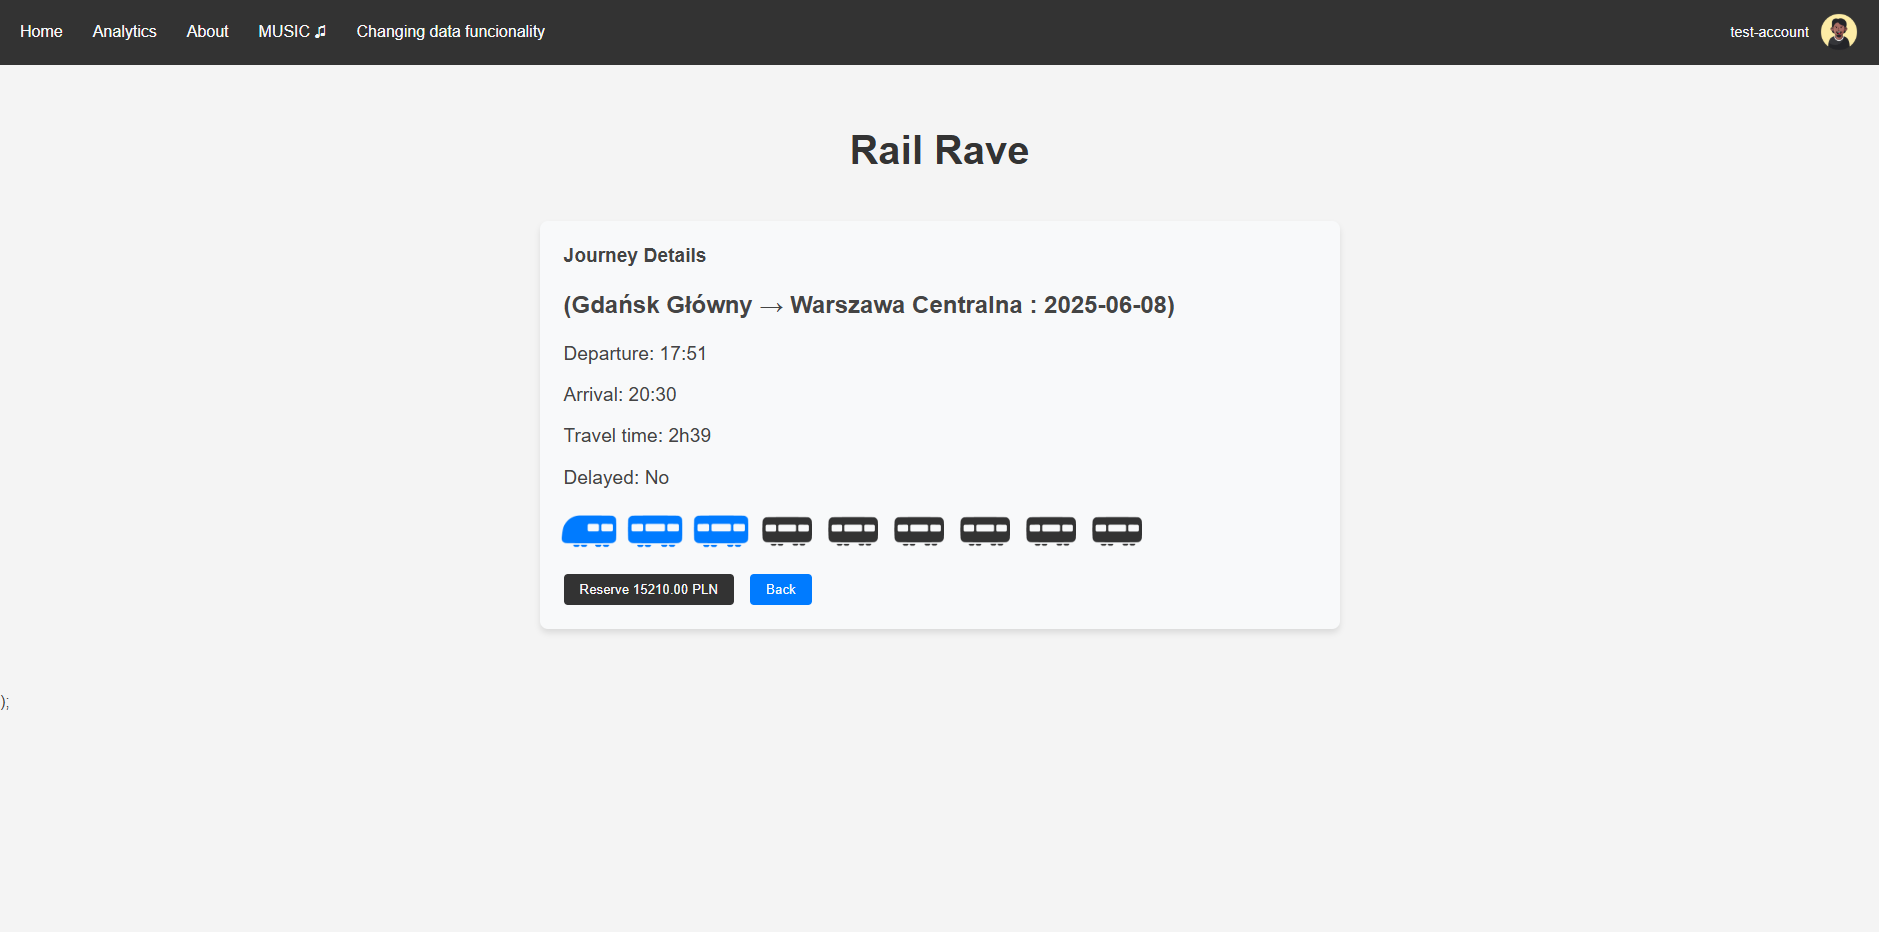 Home
Analytics
About
MUSIC ♫
Changing data funcionality
test-account
Rail Rave
Journey Details
(Gdańsk Główny → Warszawa Centralna : 2025-06-08)
Departure: 17:51
Arrival: 20:30
Travel time: 2h39
Delayed: No
Reserve 15210.00 PLN
Back
);